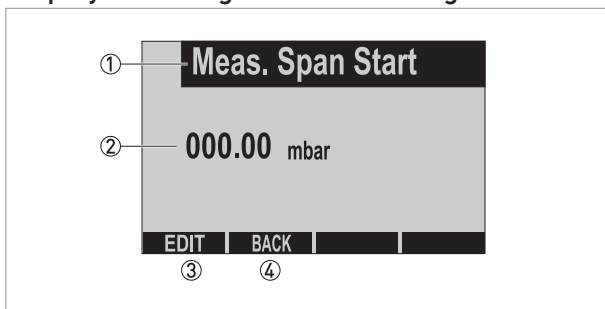 ① Meas. Span Start
② 000.00 mbar
EDIT BACK
③ ④